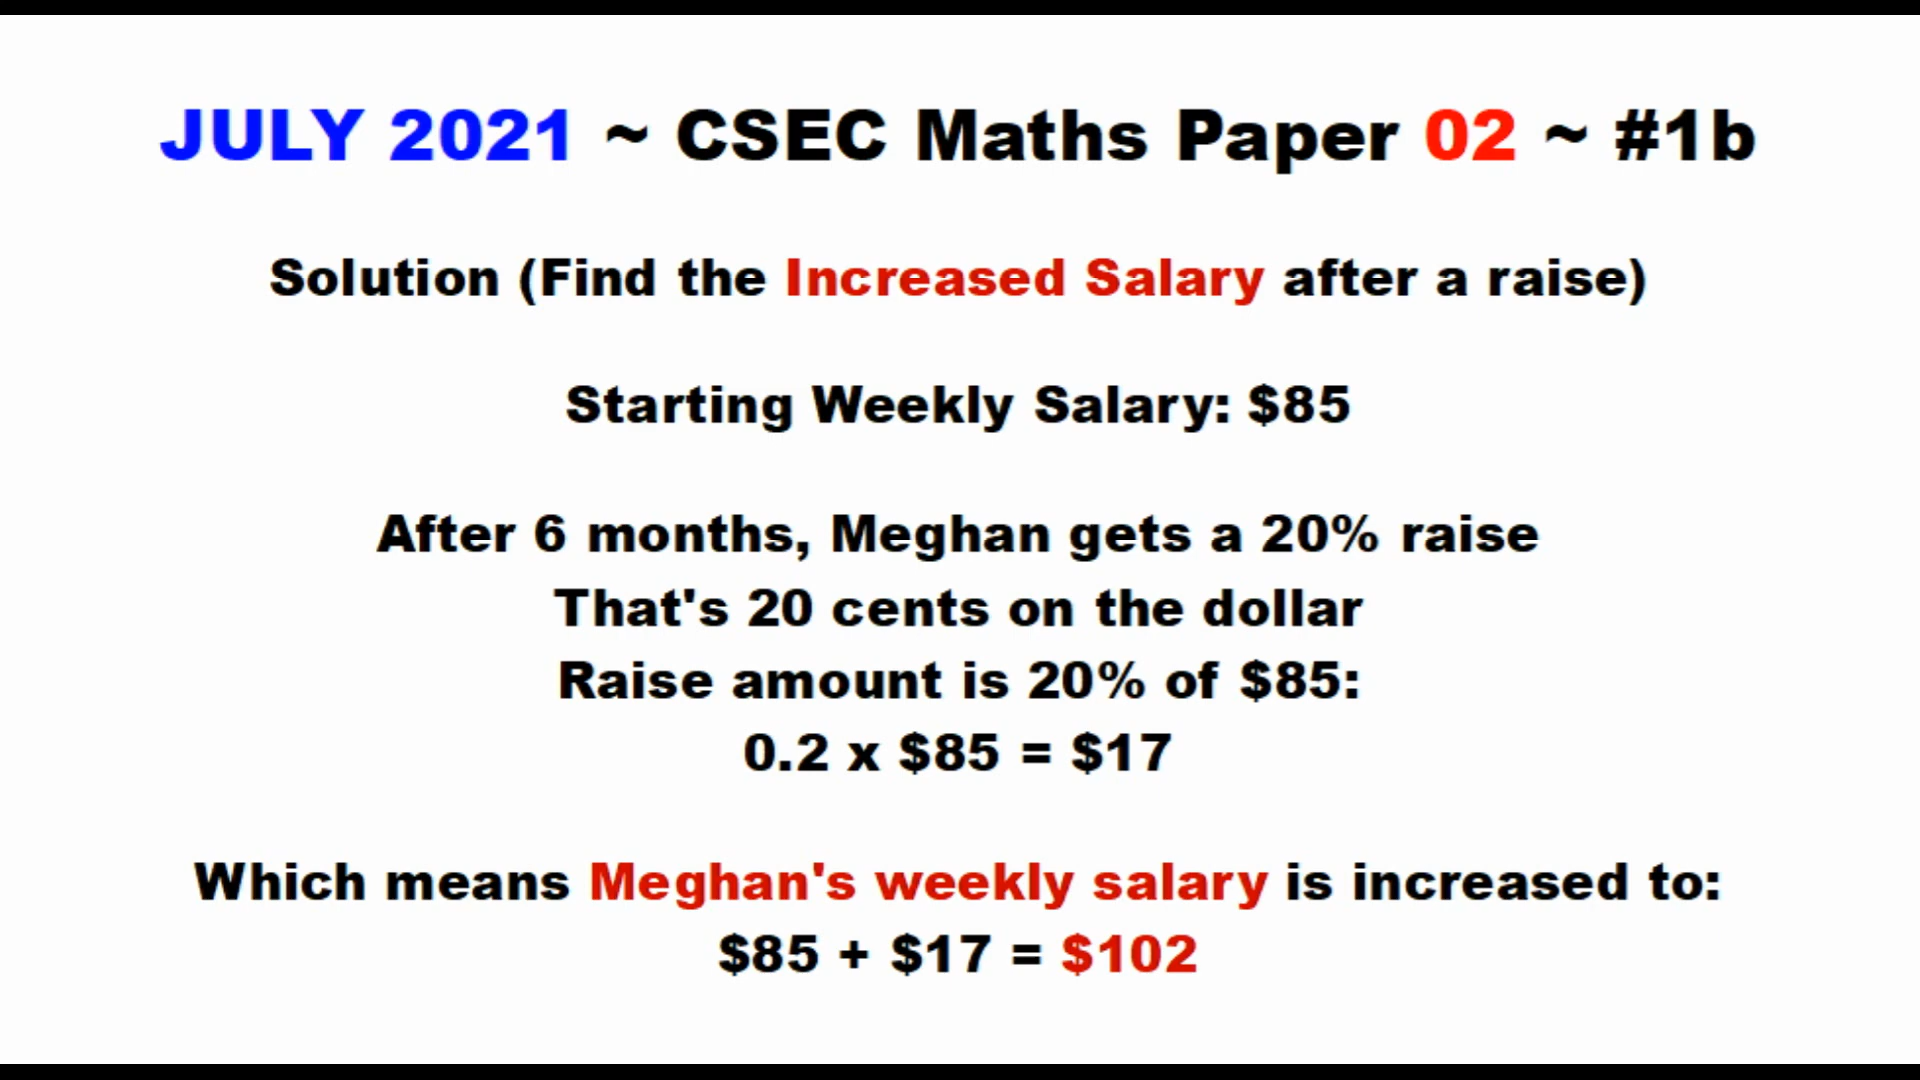 JULY 2021 ~ CSEC Maths Paper 02 ~ #1b
Solution (Find the Increased Salary after a raise)
Starting Weekly Salary: $85
After 6 months, Meghan gets a 20% raise
That's 20 cents on the dollar
Raise amount is 20% of $85:
0.2 x $85 = $17
Which means Meghan's weekly salary is increased to:
$85 + $17 = $102